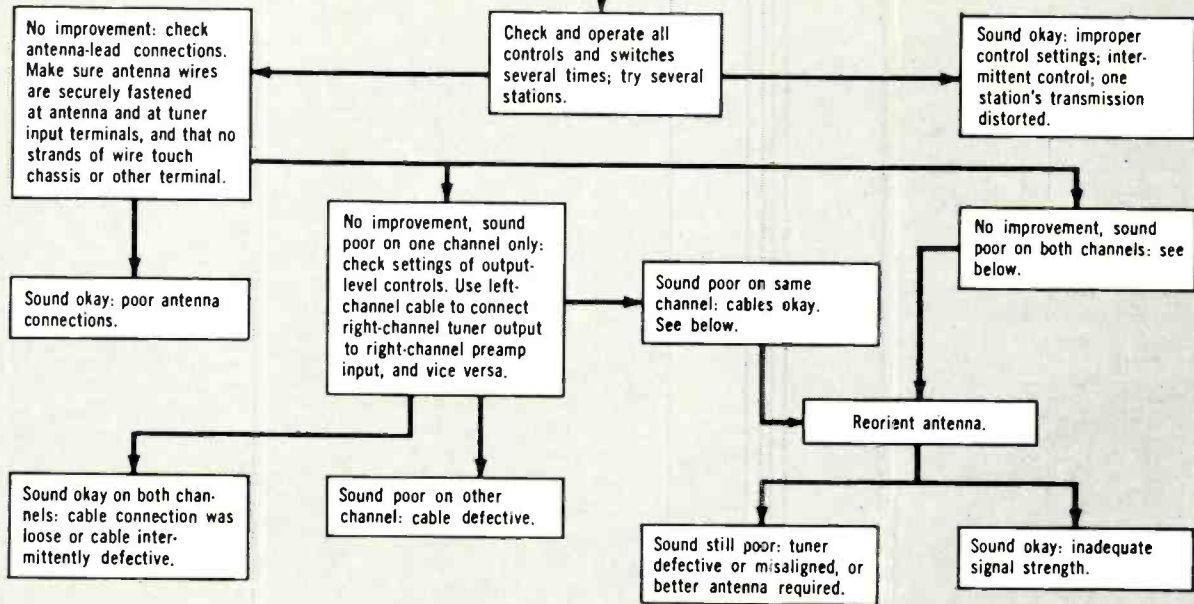 No improvement: check
antenna-lead connections.
Make sure antenna wires
are securely fastened
at antenna and at tuner
input terminals, and that no
strands of wire touch
chassis or other terminal.
Check and operate all
controls and switches
several times; try several
stations.
Sound okay: improper
control settings; inter-
mittent control; one
station's transmission
distorted.
Sound okay: poor antenna
connections.
No improvement, sound
poor on one channel only:
check settings of output-
level controls. Use left-
channel cable to connect
right-channel tuner output
to right-channel preamp
input, and vice versa.
Sound poor on same
channel: cables okay.
See below.
No improvement, sound
poor on both channels: see
below.
Reorient antenna.
Sound okay on both chan-
nels: cable connection was
loose or cable inter-
mittently defective.
Sound poor on other
channel: cable defective.
Sound still poor: tuner
defective or misaligned, or
better antenna required.
Sound okay: inadequate
signal strength.